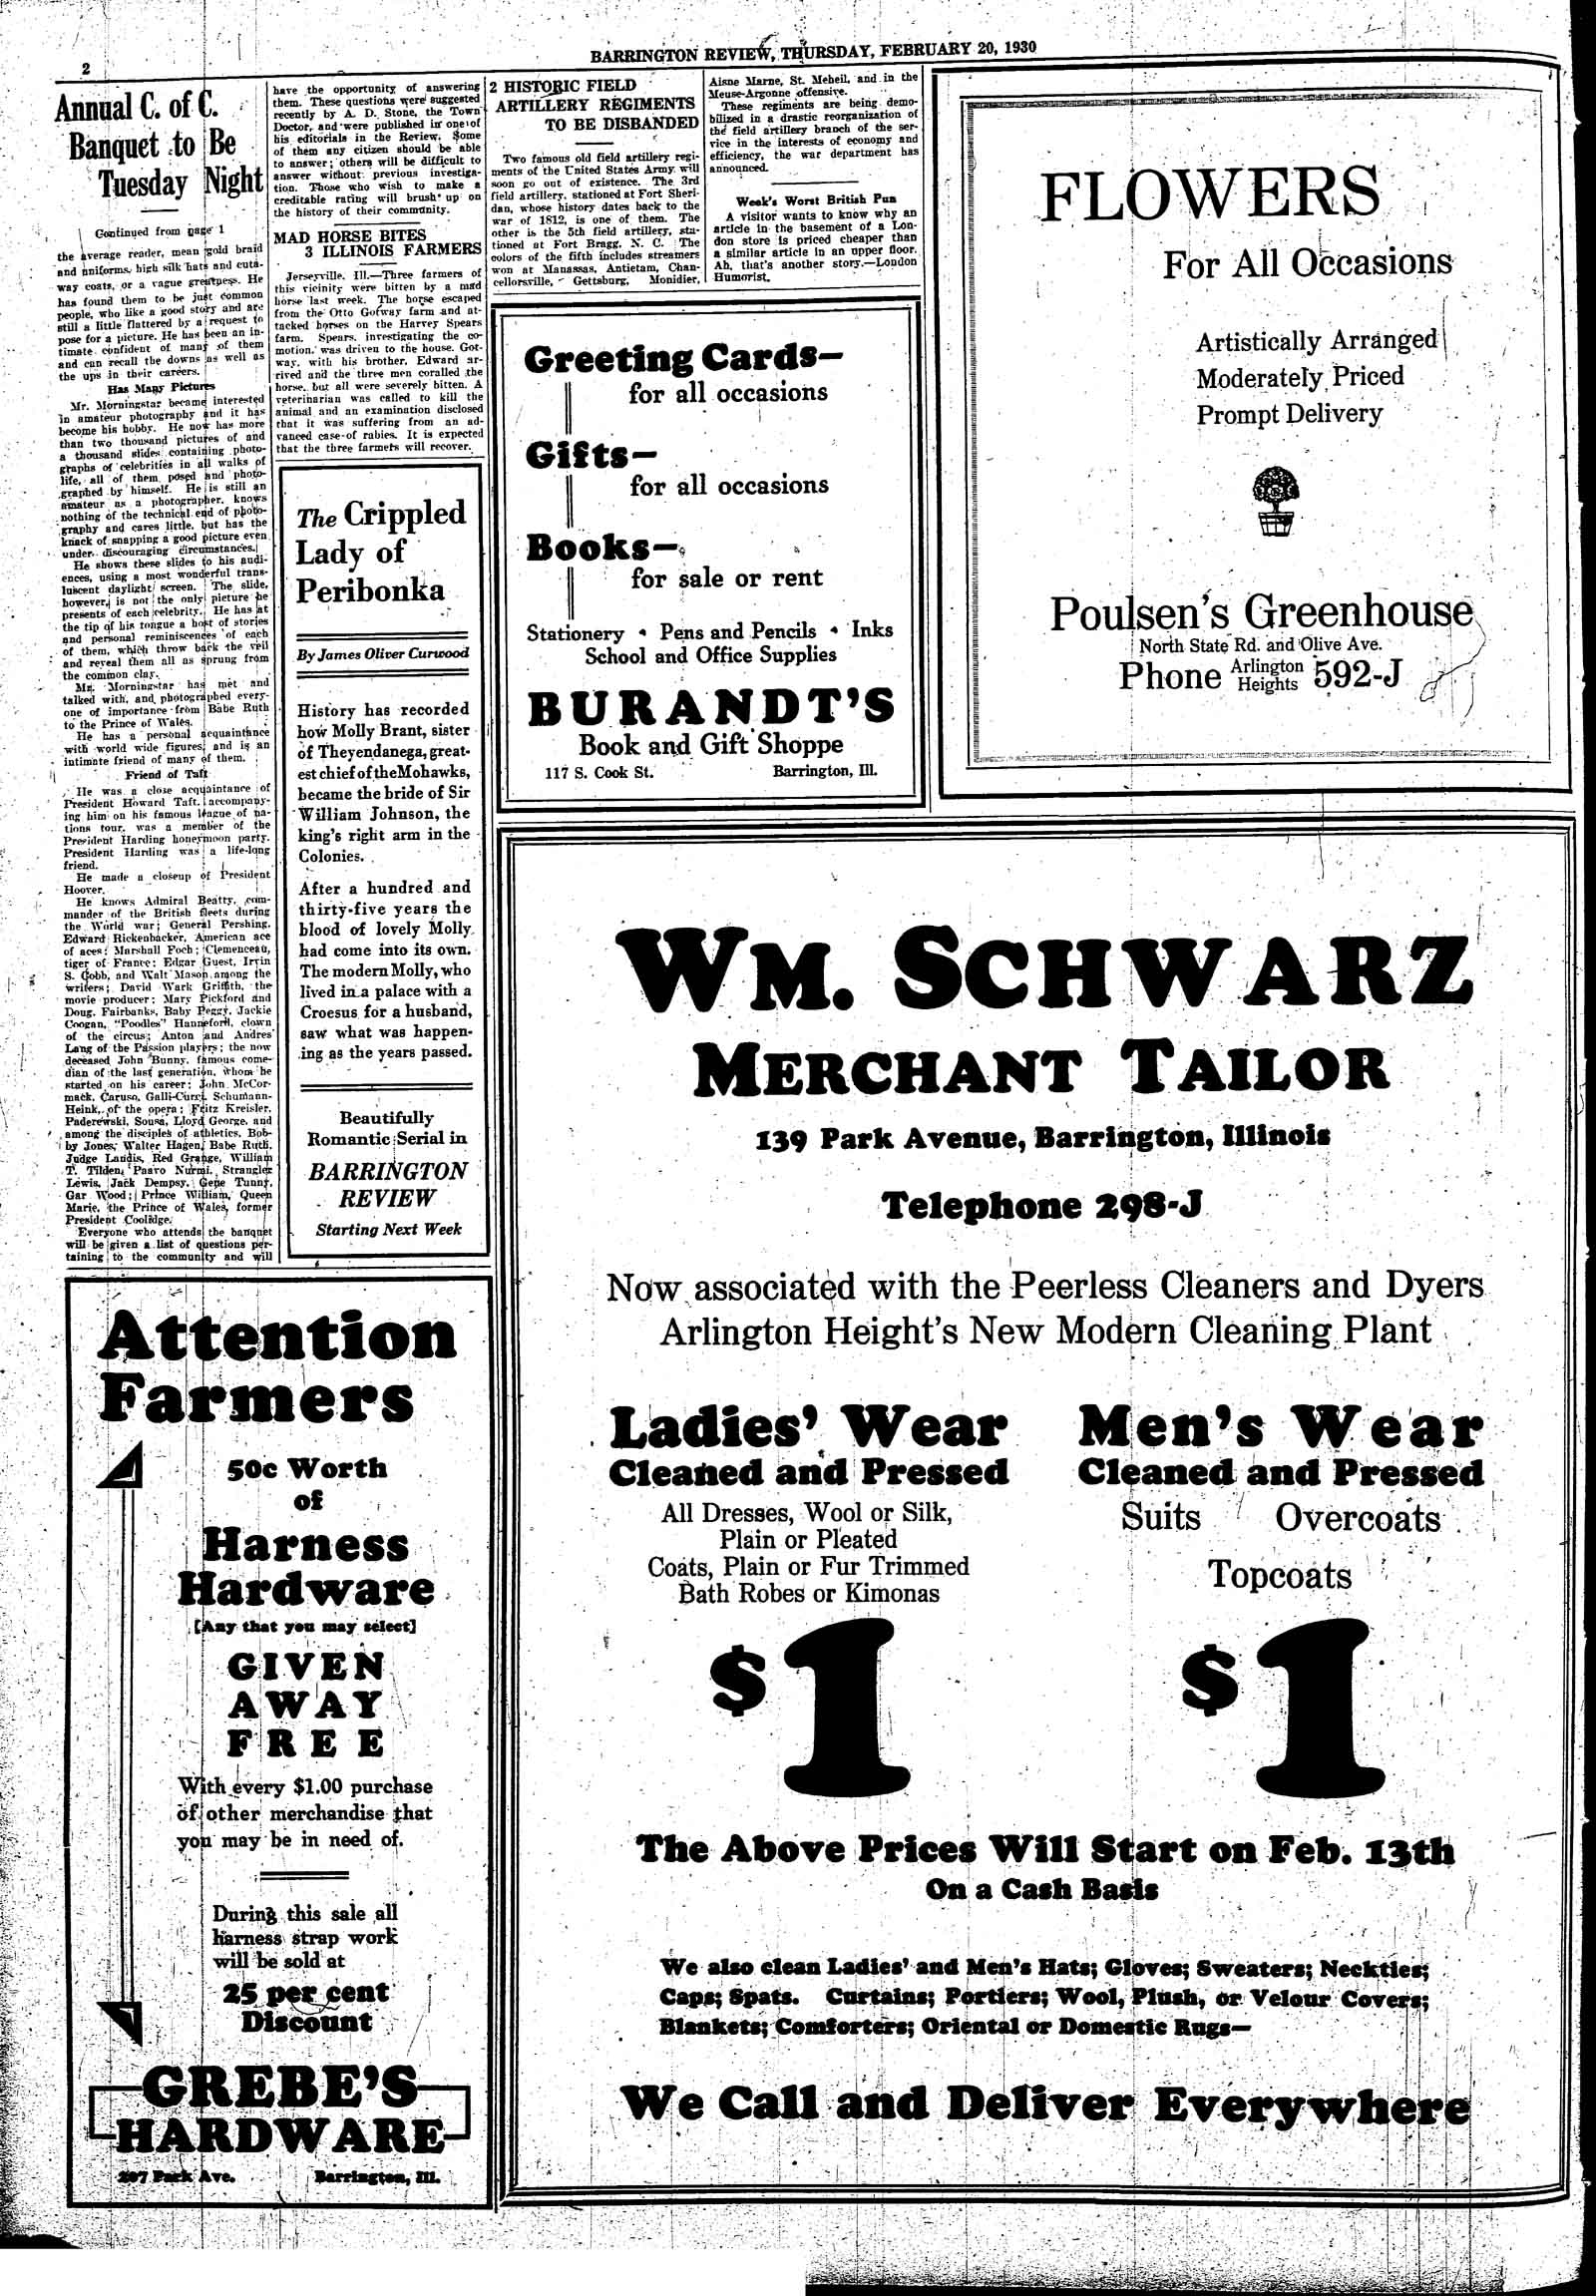 2
BARRINGTON REVIEW, THURSDAY, FEBRUARY 20, 1930
Annual C. of C.
Banquet to Be
Tuesday Night
Continued from page 1
the average reader, mean gold braid
and uniforms, high silk hats and cuta-
way coats, or a vague greatness. He
has found them to be just common
people, who like a good story and are
still a little flattered by a request to
pose for a picture. He has been an in-
timate confident of many of them
and can recall the downs as well as
the ups in their careers.
Has Many Pictures
Mr. Morningstar became interested
in amateur photography and it has
become his hobby. He now has more
than two thousand pictures of and
a thousand slides containing photo-
graphs of celebrities in all walks of
life, all of them posed and photo-
graphed by himself. He is still an
amateur as a photographer, knows
nothing of the technical end of photo-
graphy and cares little, but has the
knack of snapping a good picture even
under discouraging circumstances.
He shows these slides to his audi-
ences, using a most wonderful trans-
luscent daylight screen. The slide,
however, is not the only picture he
presents of each celebrity. He has at
the tip of his tongue a host of stories
and personal reminiscences of each
of them, which throw back the veil
and reveal them all as sprung from
the common clay.
Mr. Morningstar has met and
talked with, and photographed every-
one of importance from Babe Ruth
to the Prince of Wales.
He has a personal acquaintance
with world wide figures, and is an
intimate friend of many of them.
Friend of Taft
He was a close acquaintance of
President Howard Taft, accompany-
ing him on his famous league of na-
tions tour, was a member of the
President Harding honeymoon party.
President Harding was a life-long
friend.
He made a closeup of President
Hoover.
He knows Admiral Beatty, com-
mander of the British fleets during
the World war; General Pershing,
Edward Rickenbacker, American ace
of aces; Marshall Foch; Clemenceau,
tiger of France; Edgar Guest, Irvin
S. Cobb, and Walt Mason among the
writers; David Wark Griffith, the
movie producer; Mary Pickford and
Doug. Fairbanks, Baby Peggy, Jackie
Coogan, "Poodles" Hanneford, clown
of the circus; Anton and Andres
Lang of the Passion players; the now
deceased John Bunny, famous come-
dian of the last generation, whom he
started on his career; John McCor-
mack, Caruso, Galli-Curci, Schumann-
Heink, of the opera; Fritz Kreisler,
Paderewski, Sousa, Lloyd George, and
among the disciples of athletics, Bob-
by Jones, Walter Hagen, Babe Ruth,
Judge Landis, Red Grange, William
T. Tilden, Paavo Nurmi, Strangler
Lewis, Jack Dempsy, Gene Tunny,
Gar Wood; Prince William, Queen
Marie, the Prince of Wales, former
President Coolidge.
Everyone who attends the banquet
will be given a list of questions per-
taining to the community and will
have the opportunity of answering
them. These questions were suggested
recently by A. D. Stone, the Town
Doctor, and were published in one of
his editorials in the Review. Some
of them any citizen should be able
to answer; others will be difficult to
answer without previous investiga-
tion. Those who wish to make a
creditable rating will brush up on
the history of their community.
MAD HORSE BITES
3 ILLINOIS FARMERS
Jerseyville, Ill.—Three farmers of
this vicinity were bitten by a mad
horse last week. The horse escaped
from the Otto Gotway farm and at-
tacked horses on the Harvey Spears
farm. Spears, investigating the co-
motion, was driven to the house. Got-
way, with his brother, Edward ar-
rived and the three men coralled the
horse, but all were severely bitten. A
veterinarian was called to kill the
animal and an examination disclosed
that it was suffering from an ad-
vanced case of rabies. It is expected
that the three farmers will recover.
The Crippled
Lady of
Peribonka
By James Oliver Curwood
History has recorded
how Molly Brant, sister
of Theyendanega, great-
est chief of the Mohawks,
became the bride of Sir
William Johnson, the
king's right arm in the
Colonies.
After a hundred and
thirty-five years the
blood of lovely Molly
had come into its own.
The modern Molly, who
lived in a palace with a
Croesus for a husband,
saw what was happen-
ing as the years passed.
Beautifully
Romantic Serial in
BARRINGTON
REVIEW
Starting Next Week
2 HISTORIC FIELD
ARTILLERY REGIMENTS
TO BE DISBANDED
Two famous old field artillery regi-
ments of the United States Army will
soon go out of existence. The 3rd
field artillery, stationed at Fort Sheri-
dan, whose history dates back to the
war of 1812, is one of them. The
other is the 5th field artillery, sta-
tioned at Fort Bragg, N. C. The
colors of the fifth includes streamers
won at Manassas, Antietam, Chan-
cellorsville, Gettsburg, Monidier,
Aisne Marne, St. Meheil, and in the
Meuse-Argonne offensive.
These regiments are being demo-
bilized in a drastic reorganization of
the field artillery branch of the ser-
vice in the interests of economy and
efficiency, the war department has
announced.
Week's Worst British Pun
A visitor wants to know why an
article in the basement of a Lon-
don store is priced cheaper than
a similar article in an upper floor.
Ah, that's another story.—London
Humorist.
Greeting Cards—
for all occasions
Gifts—
for all occasions
Books—
for sale or rent
Stationery • Pens and Pencils • Inks
School and Office Supplies
BURANDT'S
Book and Gift Shoppe
117 S. Cook St. Barrington, Ill.
FLOWERS
For All Occasions
Artistically Arranged
Moderately Priced
Prompt Delivery
Poulsen's Greenhouse
North State Rd. and Olive Ave.
Phone Arlington Heights 592-J
Attention
Farmers
50c Worth
of
Harness
Hardware
[Any that you may select]
GIVEN
AWAY
FREE
With every $1.00 purchase
of other merchandise that
you may be in need of.
During this sale all
harness strap work
will be sold at
25 per cent
Discount
GREBE'S
HARDWARE
207 Park Ave. Barrington, Ill.
WM. SCHWARZ
MERCHANT TAILOR
139 Park Avenue, Barrington, Illinois
Telephone 298-J
Now associated with the Peerless Cleaners and Dyers
Arlington Height's New Modern Cleaning Plant
Ladies' Wear
Cleaned and Pressed
All Dresses, Wool or Silk,
Plain or Pleated
Coats, Plain or Fur Trimmed
Bath Robes or Kimonas
$1
Men's Wear
Cleaned and Pressed
Suits Overcoats
Topcoats
$1
The Above Prices Will Start on Feb. 13th
On a Cash Basis
We also clean Ladies' and Men's Hats; Gloves; Sweaters; Neckties;
Caps; Spats. Curtains; Portiers; Wool, Plush, or Velour Covers;
Blankets; Comforters; Oriental or Domestic Rugs—
We Call and Deliver Everywhere